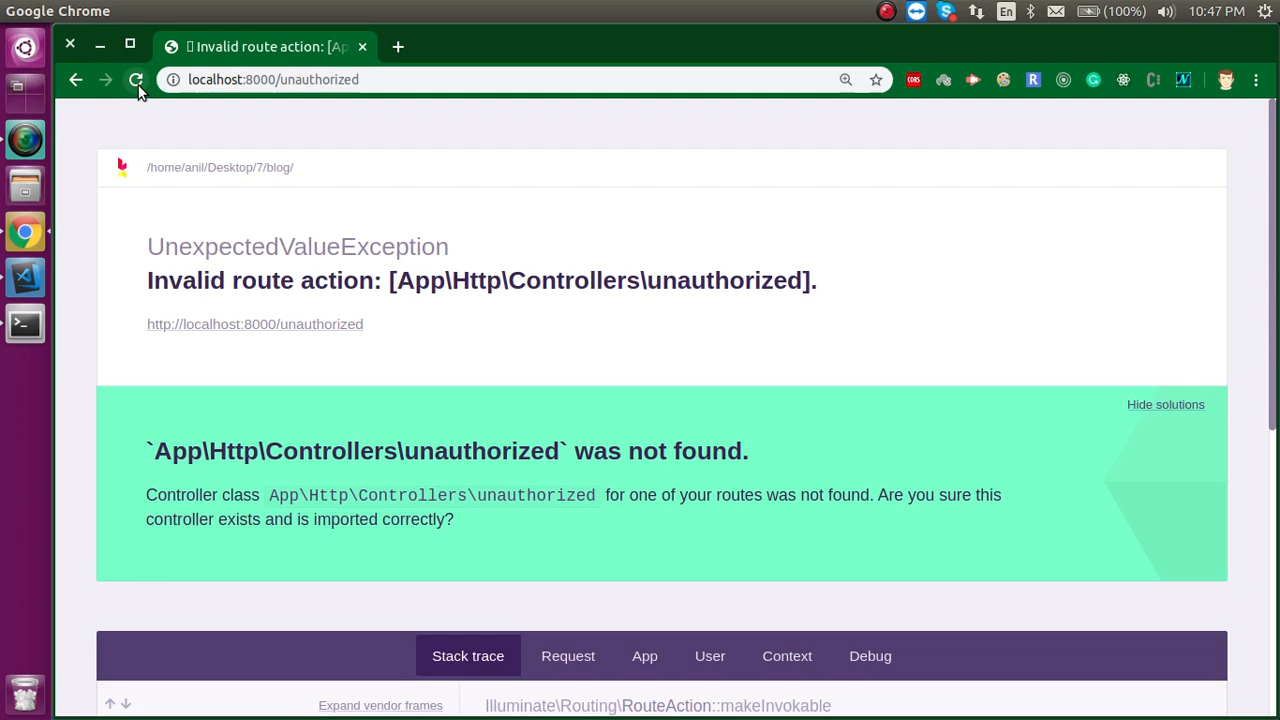 Google Chrome
En
(100%)
10:47 PM
Invalid route action: [Ap
localhost:8000/unauthorized
CORS
R
/home/anil/Desktop/7/blog/
UnexpectedValueException
Invalid route action: [App\Http\Controllers\unauthorized].
http://localhost:8000/unauthorized
Hide solutions
`App\Http\Controllers\unauthorized` was not found.
Controller class App\Http\Controllers\unauthorized for one of your routes was not found. Are you sure this
controller exists and is imported correctly?
Stack trace
Request
App
User
Context
Debug
Expand vendor frames
Illuminate\Routing\RouteAction::makeInvokable